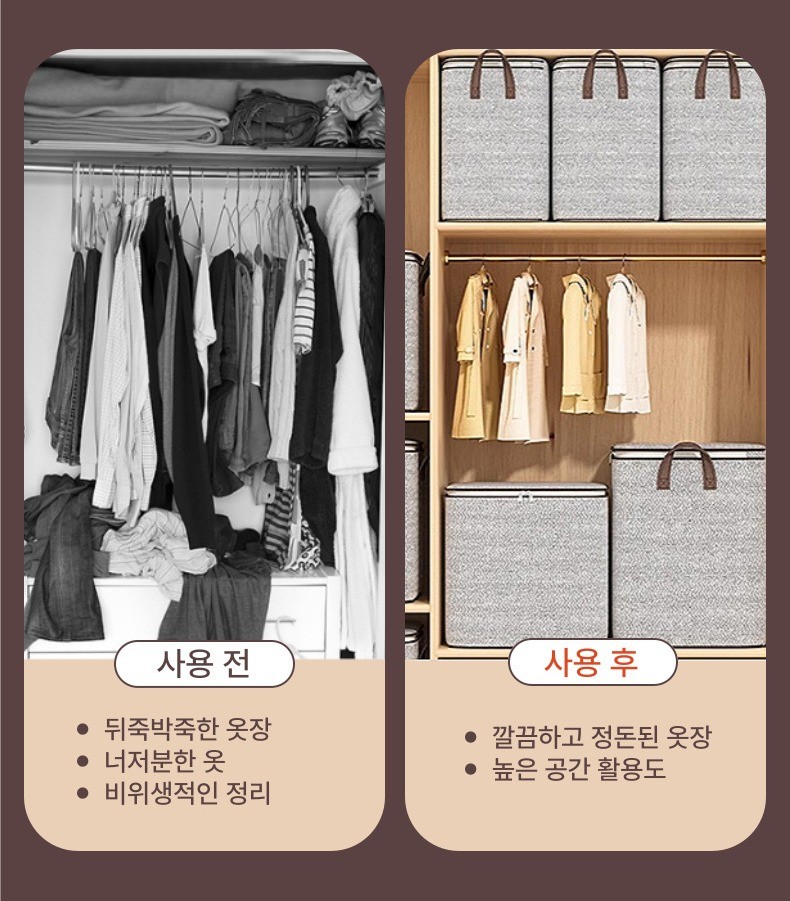 사용 전
뒤죽박죽한 옷장
너저분한 옷
비위생적인 정리
사용 후
깔끔하고 정돈된 옷장
높은 공간 활용도